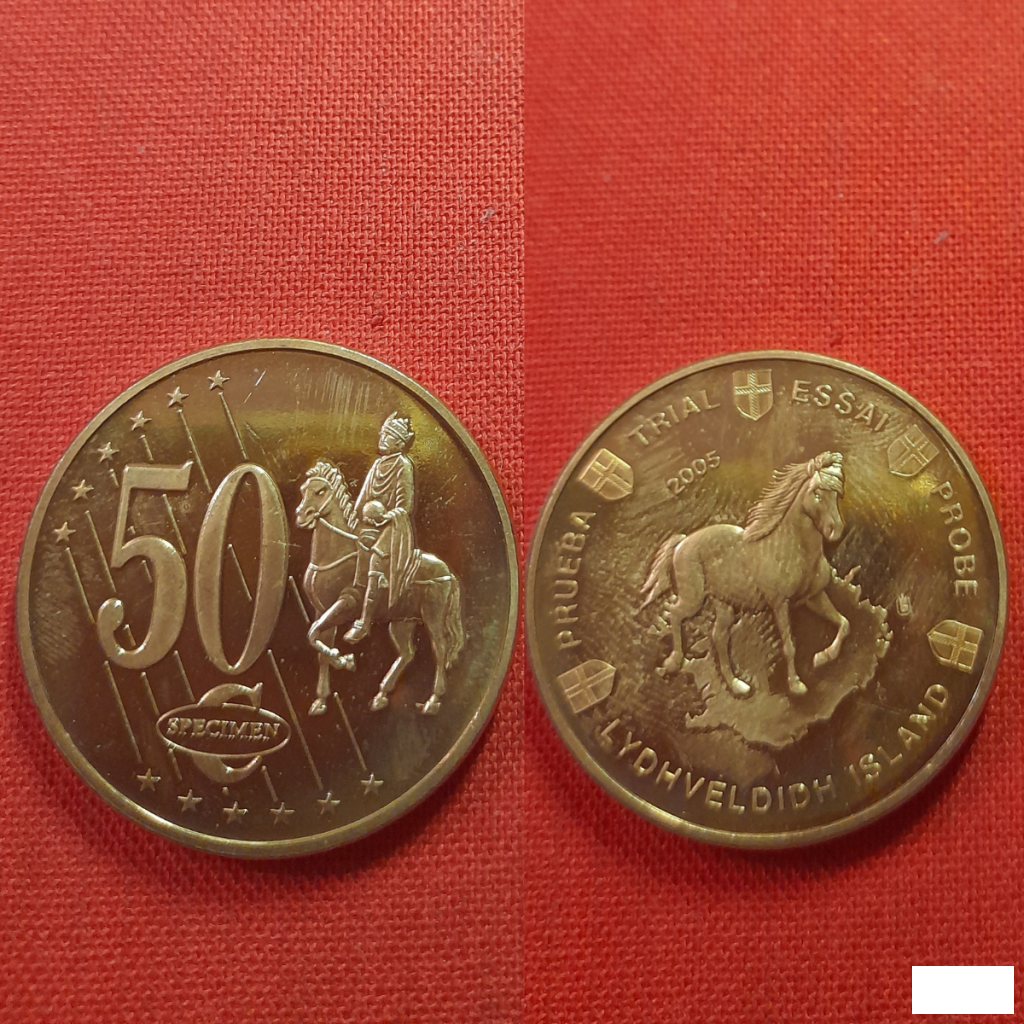 50
SPECIMEN
TRIAL ESSAI PROBE
2005
PRUEBA
LYDHVELDIDH ISLAND